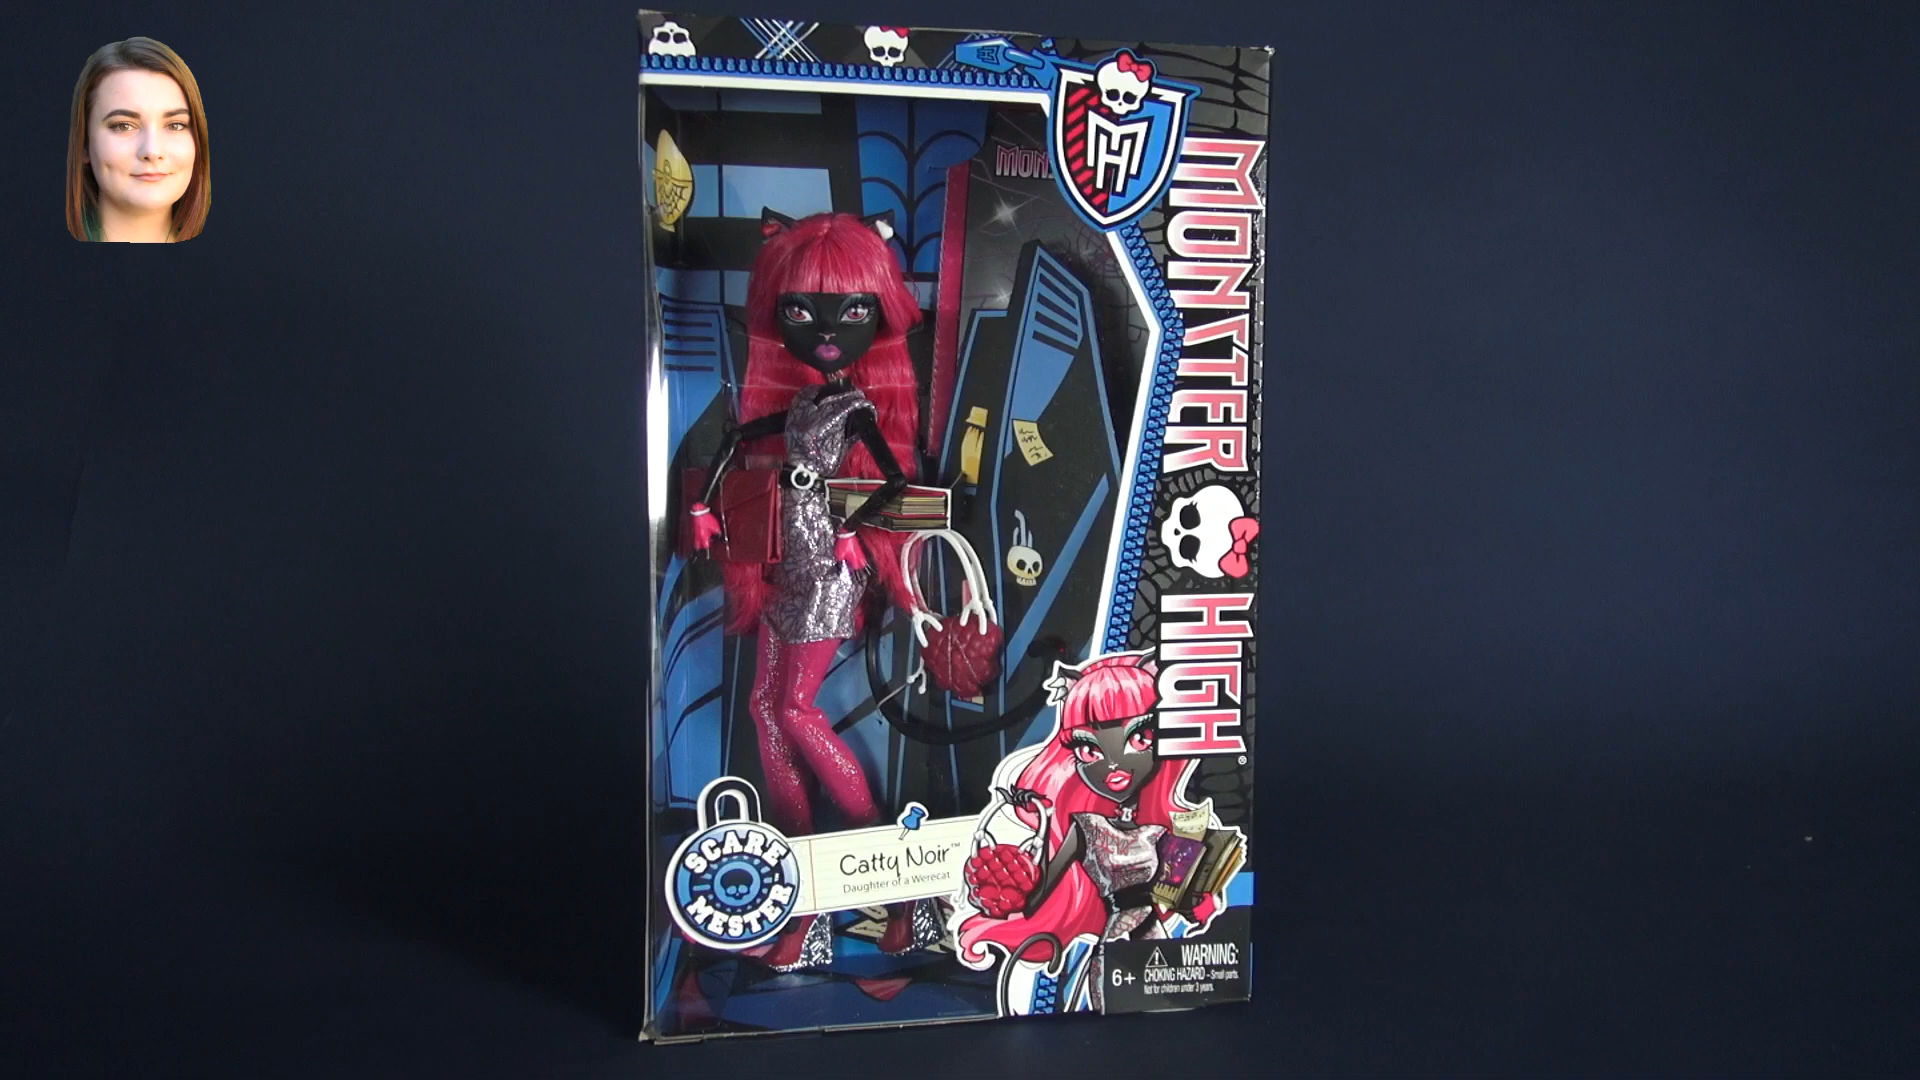 MON
MH
MONSTER HIGH
®
SCARE
MESTER
Catty Noir™
Daughter of a Werecat
6+
WARNING:
CHOKING HAZARD - Small parts.
Not for children under 3 years.